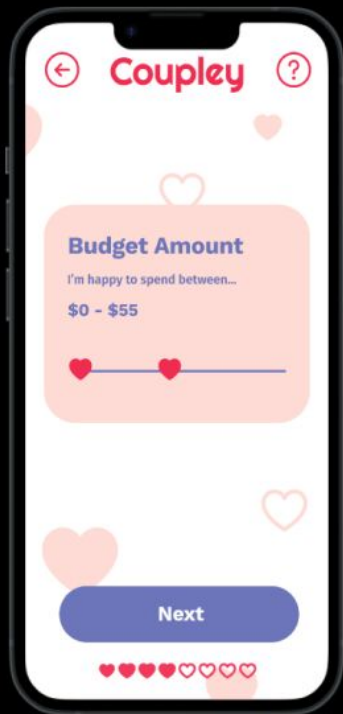 Coupley
?
Budget Amount
I'm happy to spend between...
$0 - $55
Next